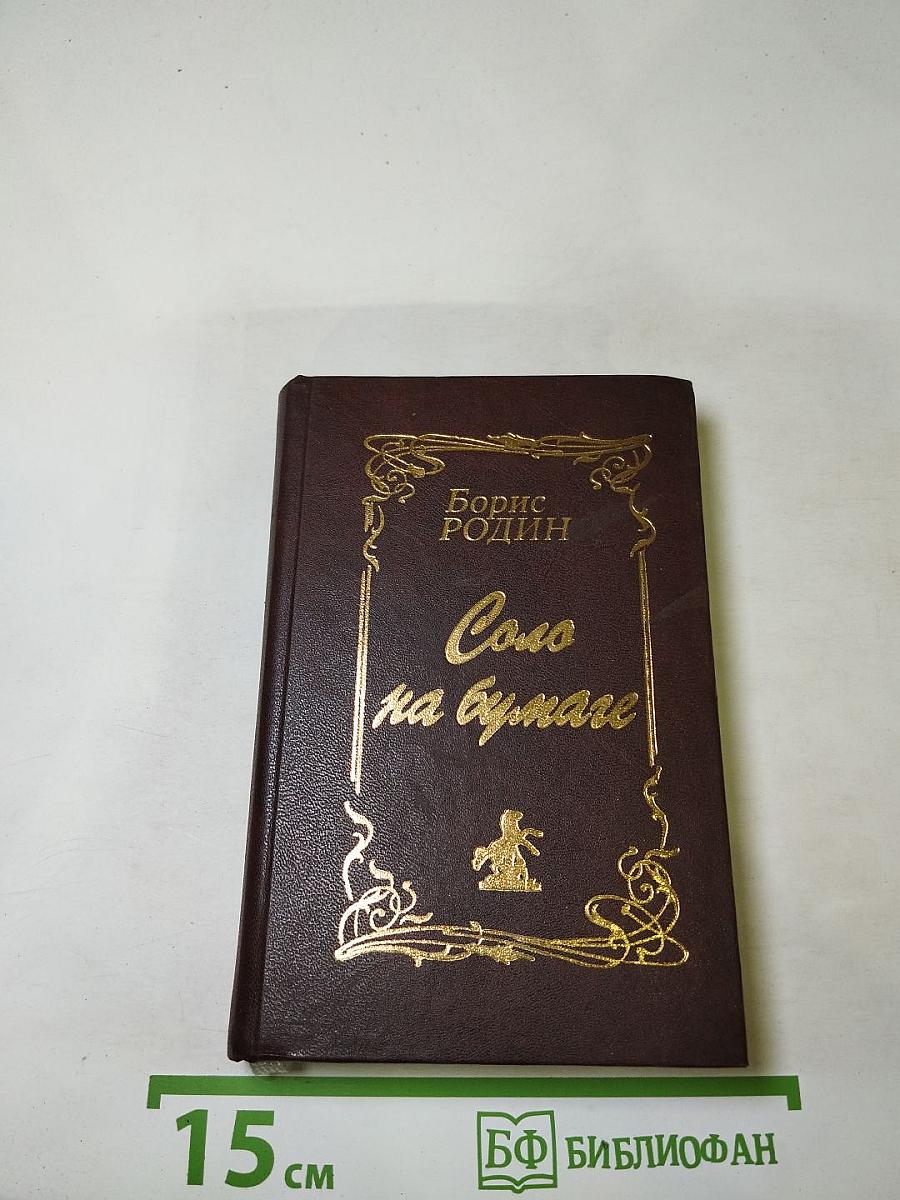 Борис
РОДИН
Соло
на бумаге
15 см
БФ БИБЛИОФАН